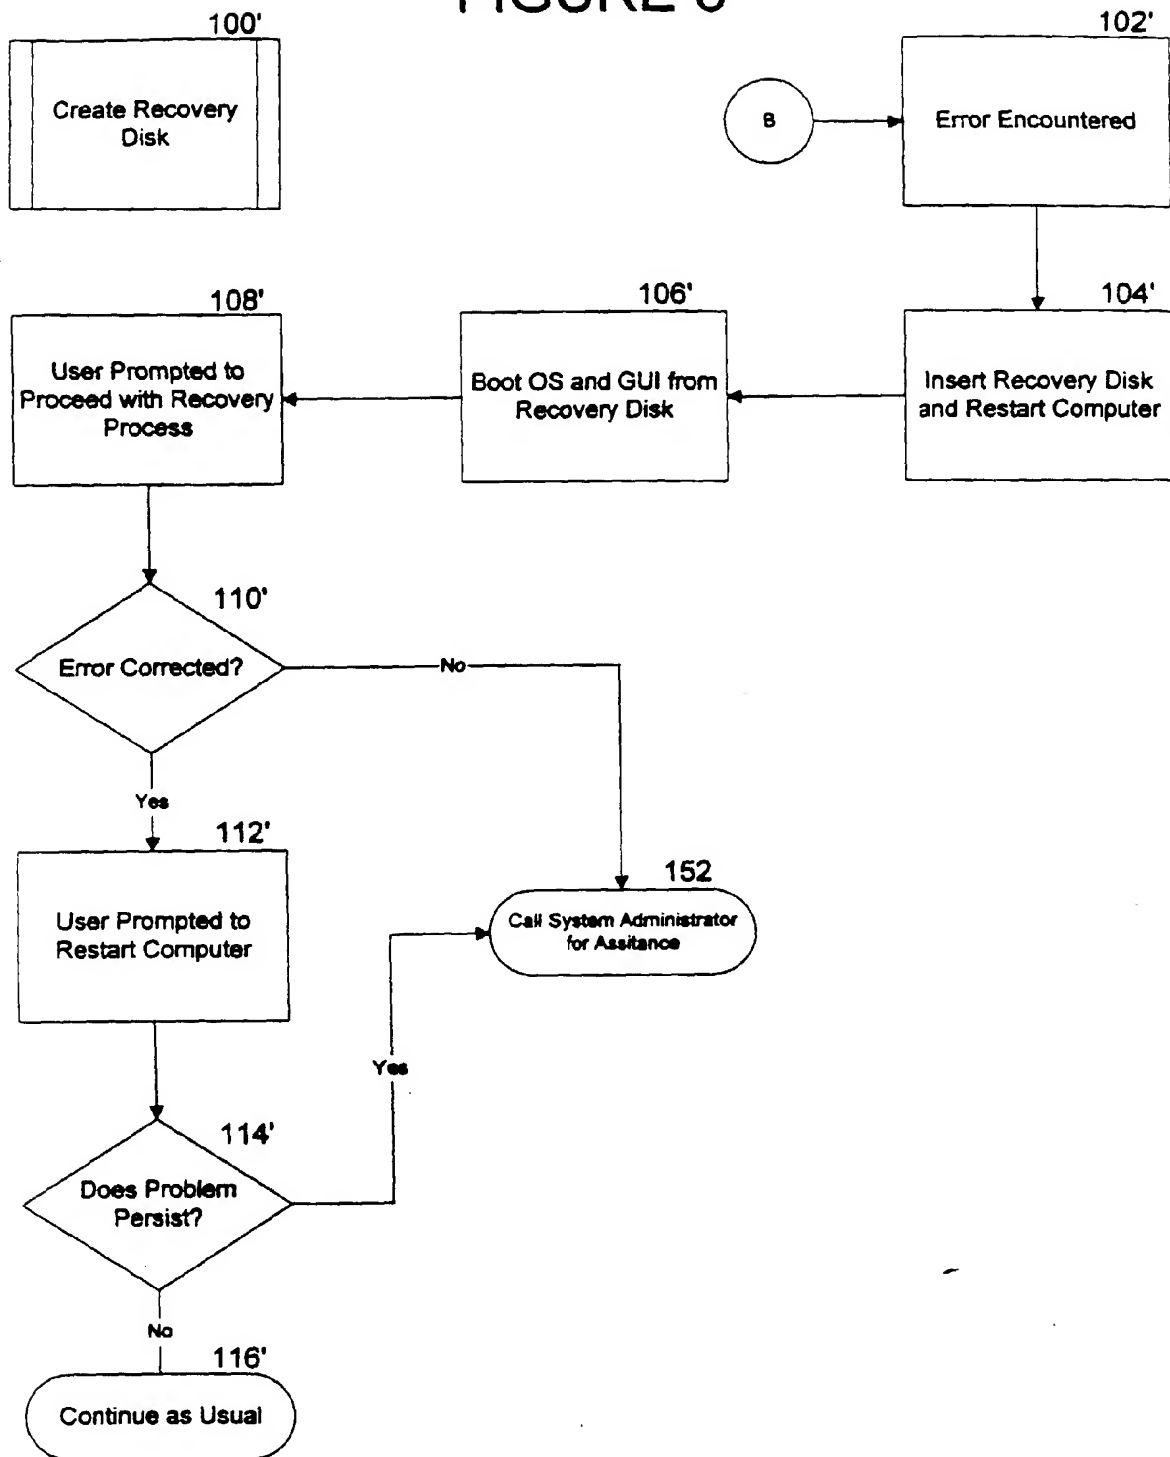 100'
Create Recovery
Disk
B
102'
Error Encountered
108'
User Prompted to
Proceed with Recovery
Process
106'
Boot OS and GUI from
Recovery Disk
104'
Insert Recovery Disk
and Restart Computer
110'
Error Corrected?
No
Yes
112'
User Prompted to
Restart Computer
152
Call System Administrator
for Assitance
Yes
114'
Does Problem
Persist?
No
116'
Continue as Usual